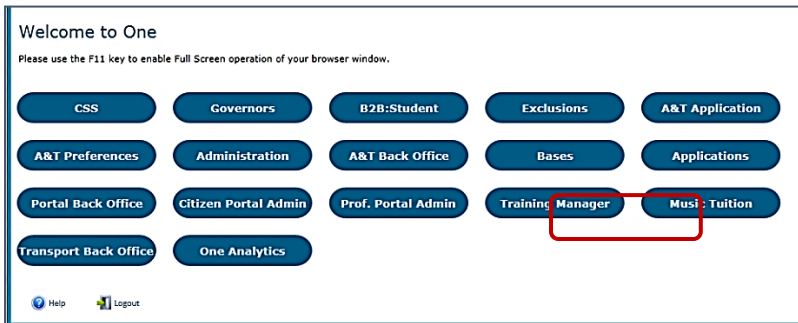 Welcome to One
Please use the F11 key to enable Full Screen operation of your browser window.
CSS Governors B2B:Student Exclusions A&T Application
A&T Preferences Administration A&T Back Office Bases Applications
Portal Back Office Citizen Portal Admin Prof. Portal Admin Training Manager Music Tuition
Transport Back Office One Analytics
Help Logout